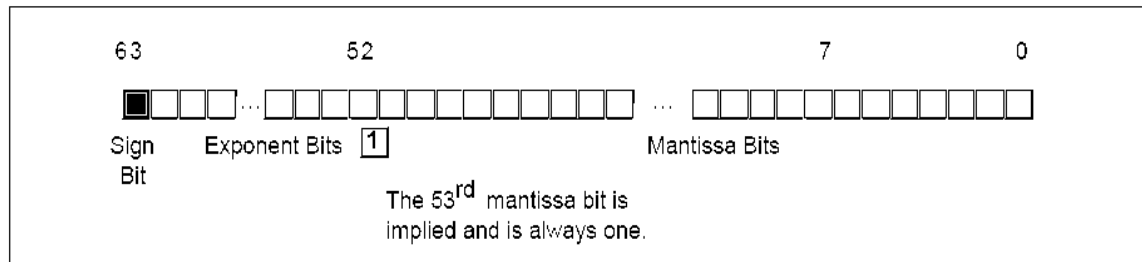 63 52 7 0
... ...
Sign Exponent Bits 1 Mantissa Bits
Bit
The 53rd mantissa bit is
implied and is always one.